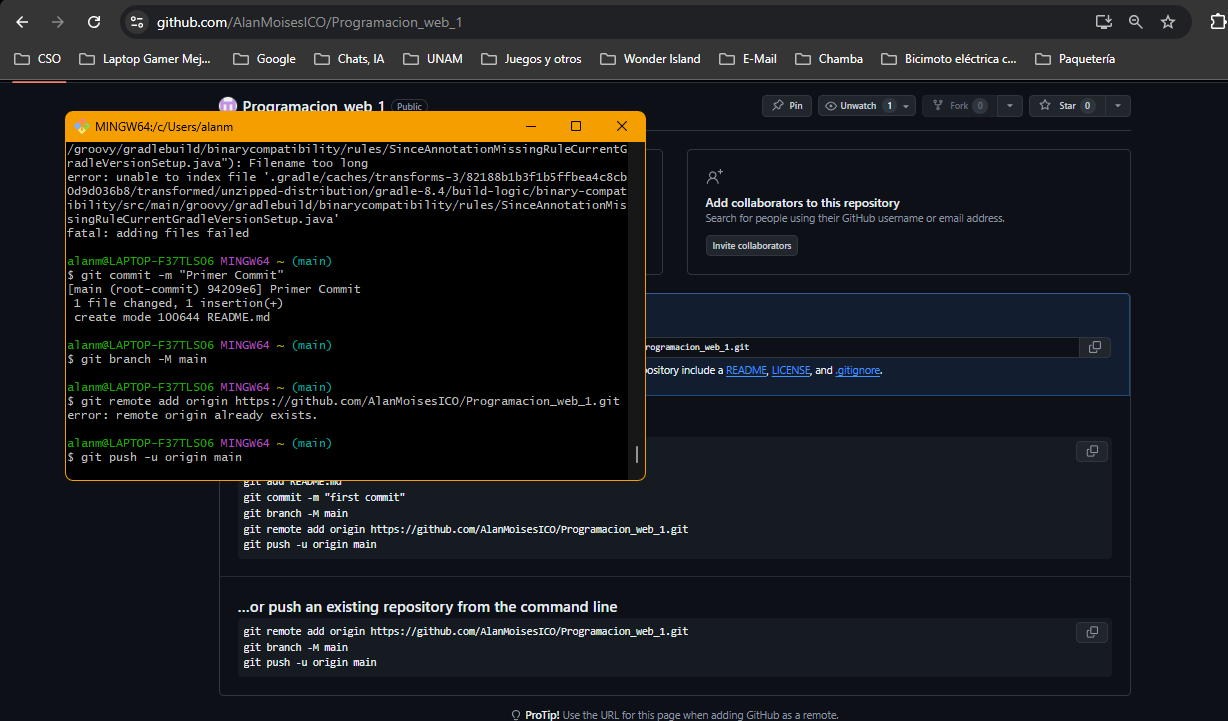 github.com/AlanMoisesICO/Programacion_web_1
CSO
Laptop Gamer Mej...
Google
Chats, IA
UNAM
Juegos y otros
Wonder Island
E-Mail
Chamba
Bicimoto eléctrica c...
Paquetería
Programacion_web_1 Public
Pin
Unwatch 1
Fork 0
Star 0
MINGW64:/c/Users/alanm
/groovy/gradlebuild/binarycompatibility/rules/SinceAnnotationMissingRuleCurrentG
radleVersionSetup.java"): Filename too long
error: unable to index file '.gradle/caches/transforms-3/82188b1b3f1b5ffbea4c8cb
0d9d036b8/transformed/unzipped-distribution/gradle-8.4/build-logic/binary-compat
ibility/src/main/groovy/gradlebuild/binarycompatibility/rules/SinceAnnotationMis
singRuleCurrentGradleVersionSetup.java'
fatal: adding files failed
alanm@LAPTOP-F37TLSO6 MINGW64 ~ (main)
$ git commit -m "Primer Commit"
[main (root-commit) 94209e6] Primer Commit
1 file changed, 1 insertion(+)
create mode 100644 README.md
alanm@LAPTOP-F37TLSO6 MINGW64 ~ (main)
$ git branch -M main
alanm@LAPTOP-F37TLSO6 MINGW64 ~ (main)
$ git remote add origin https://github.com/AlanMoisesICO/Programacion_web_1.git
error: remote origin already exists.
alanm@LAPTOP-F37TLSO6 MINGW64 ~ (main)
$ git push -u origin main
Add collaborators to this repository
Search for people using their GitHub username or email address.
Invite collaborators
rogramacion_web_1.git
ository include a README, LICENSE, and .gitignore.
git add README.md
git commit -m "first commit"
git branch -M main
git remote add origin https://github.com/AlanMoisesICO/Programacion_web_1.git
git push -u origin main
...or push an existing repository from the command line
git remote add origin https://github.com/AlanMoisesICO/Programacion_web_1.git
git branch -M main
git push -u origin main
ProTip! Use the URL for this page when adding GitHub as a remote.